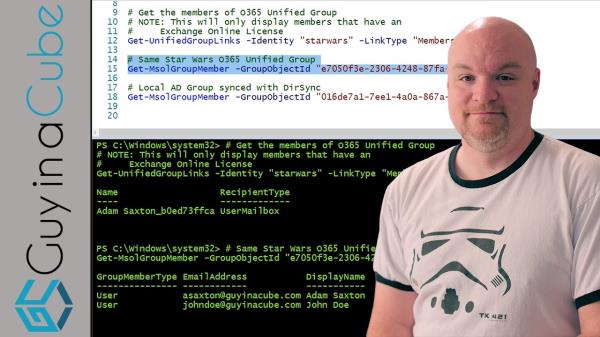 Guy in a Cube
8
9 # Get the members of O365 Unified Group
10 # NOTE: This will only display members that have an
11 # Exchange Online License
12 Get-UnifiedGroupLinks -Identity "starwars" -LinkType "Members
13
14 # Same Star Wars O365 Unified Group
15 Get-MsolGroupMember -GroupObjectId "e7050f3e-2306-4248-87fa-
16
17 # Local AD Group synced with DirSync
18 Get-MsolGroupMember -GroupObjectId "016de7a1-7ee1-4a0a-867a-
19
20
PS C:\Windows\system32> # Get the members of O365 Unified Group
# NOTE: This will only display members that have an
# Exchange Online License
Get-UnifiedGroupLinks -Identity "starwars" -LinkType "Mem
Name RecipientType
---- -------------
Adam Saxton_b0ed73ffca UserMailbox
PS C:\Windows\system32> # Same Star Wars O365 Unifie
Get-MsolGroupMember -GroupObjectId "e7050f3e-2306-42
GroupMemberType EmailAddress DisplayName
--------------- ------------ -----------
User asaxton@guyinacube.com Adam Saxton
User johndoe@guyinacube.com John Doe
TK 421